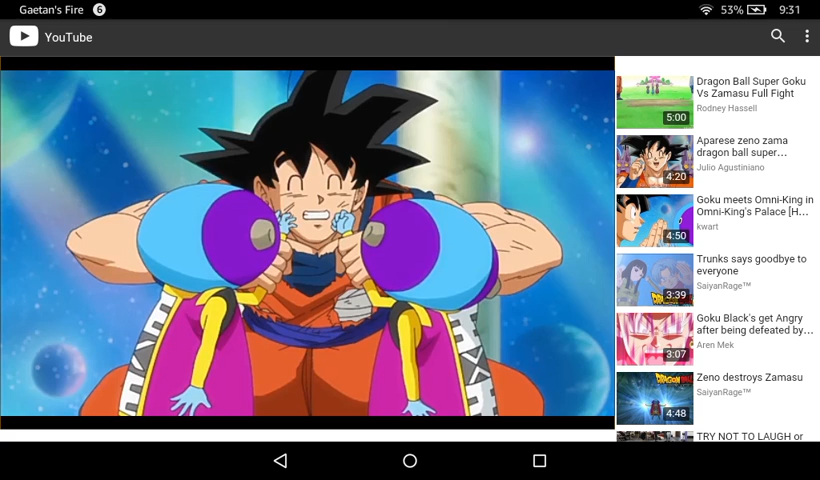 Gaetan's Fire 6 53% 9:31
YouTube
Dragon Ball Super Goku
Vs Zamasu Full Fight
Rodney Hassell
5:00
Aparese zeno zama
dragon ball super…
Julio Agustiniano
4:20
Goku meets Omni-King in
Omni-King's Palace [H…
kwart
4:50
Trunks says goodbye to
everyone
SaiyanRage™
3:39
Goku Black's get Angry
after being defeated by…
Aren Mek
3:07
Zeno destroys Zamasu
SaiyanRage™
4:48
TRY NOT TO LAUGH or